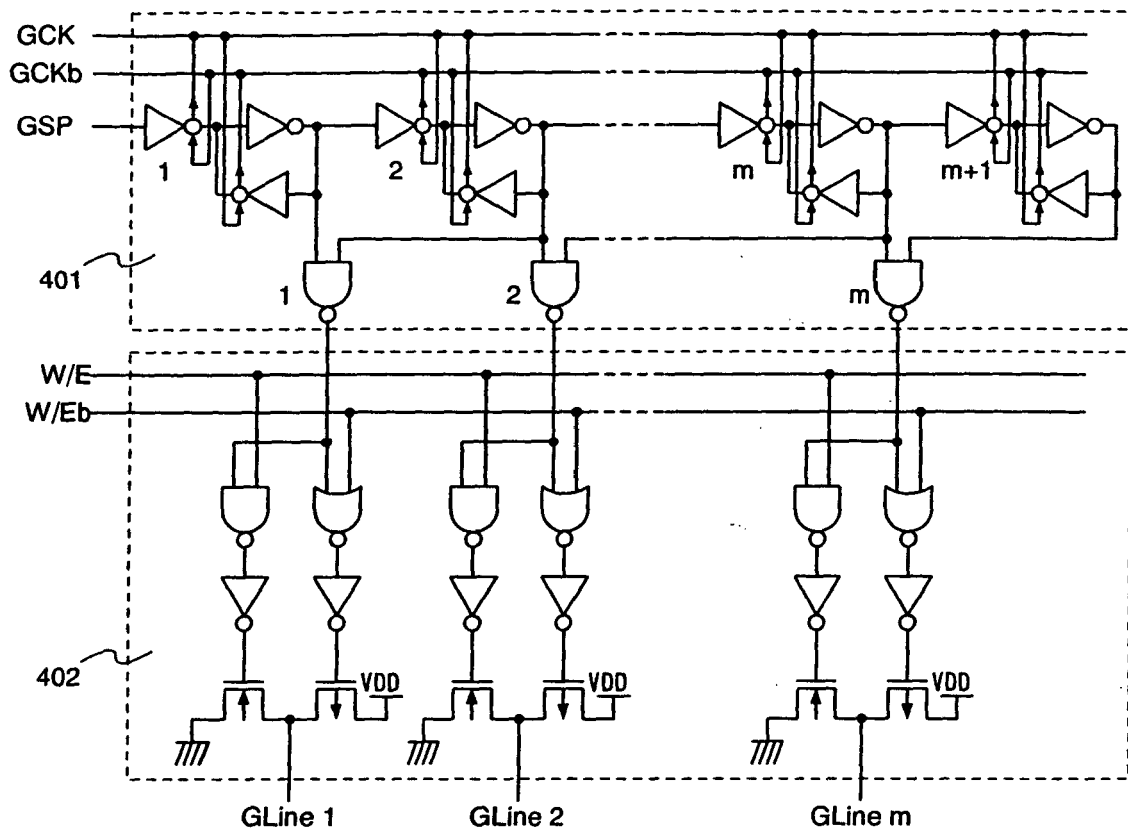 GCK
GCKb
GSP
1
2
m
m+1
401
1
2
m
W/E
W/Eb
402
VDD
VDD
VDD
GLine 1
GLine 2
GLine m